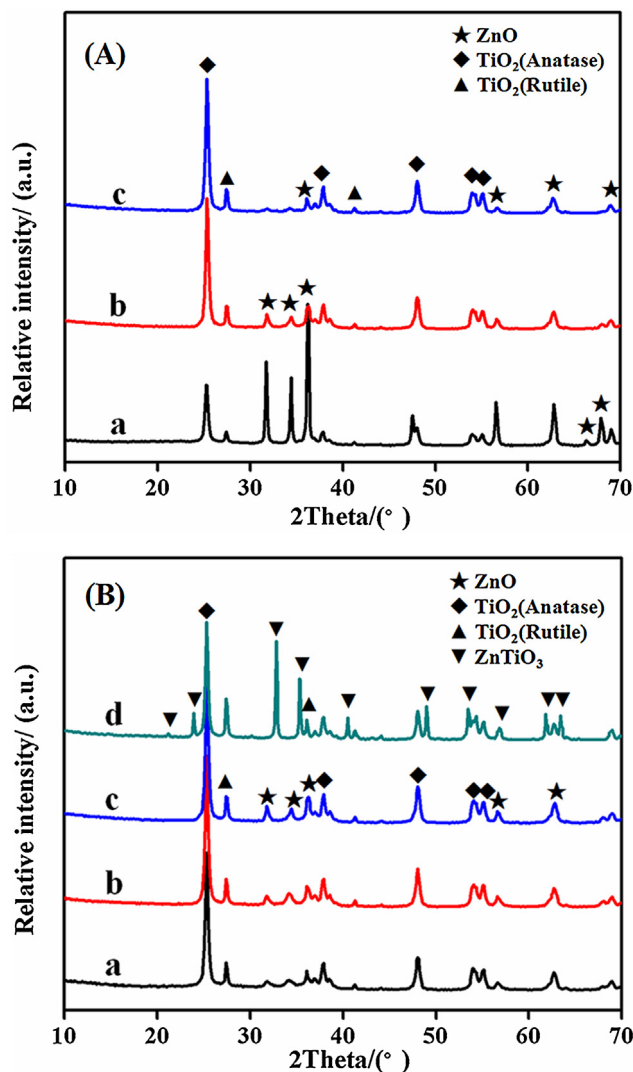 (A)
★ ZnO
◆ TiO₂(Anatase)
▲ TiO₂(Rutile)
c
b
a
Relative intensity/ (a.u.)
10 20 30 40 50 60 70
2Theta/(°)
(B)
★ ZnO
◆ TiO₂(Anatase)
▲ TiO₂(Rutile)
▼ ZnTiO₃
d
c
b
a
Relative intensity/ (a.u.)
10 20 30 40 50 60 70
2Theta/(°)